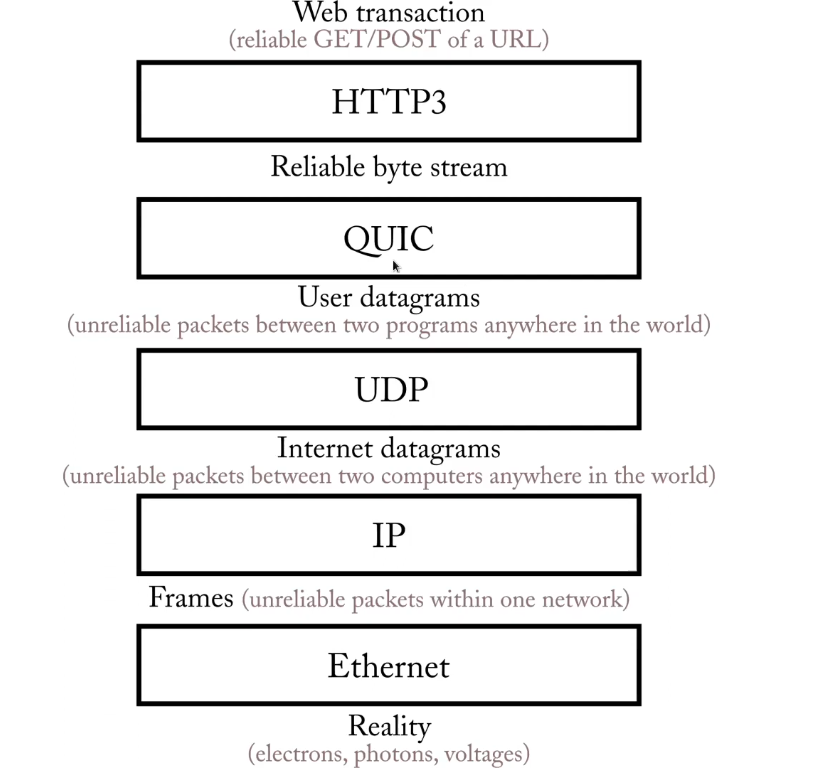 Web transaction
(reliable GET/POST of a URL)
HTTP3
Reliable byte stream
QUIC
User datagrams
(unreliable packets between two programs anywhere in the world)
UDP
Internet datagrams
(unreliable packets between two computers anywhere in the world)
IP
Frames (unreliable packets within one network)
Ethernet
Reality
(electrons, photons, voltages)